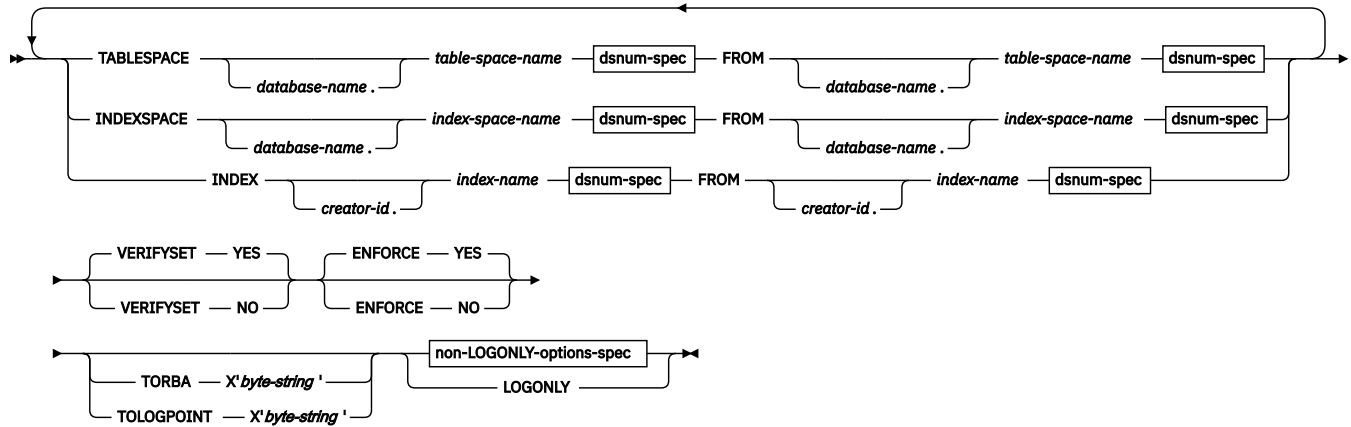 TABLESPACE database-name . table-space-name dsnum-spec FROM database-name . table-space-name dsnum-spec
INDEXSPACE database-name . index-space-name dsnum-spec FROM database-name . index-space-name dsnum-spec
INDEX creator-id . index-name dsnum-spec FROM creator-id . index-name dsnum-spec
VERIFYSET YES ENFORCE YES
VERIFYSET NO ENFORCE NO
non-LOGONLY-options-spec
TORBA X'byte-string ' LOGONLY
TOLOGPOINT X'byte-string '